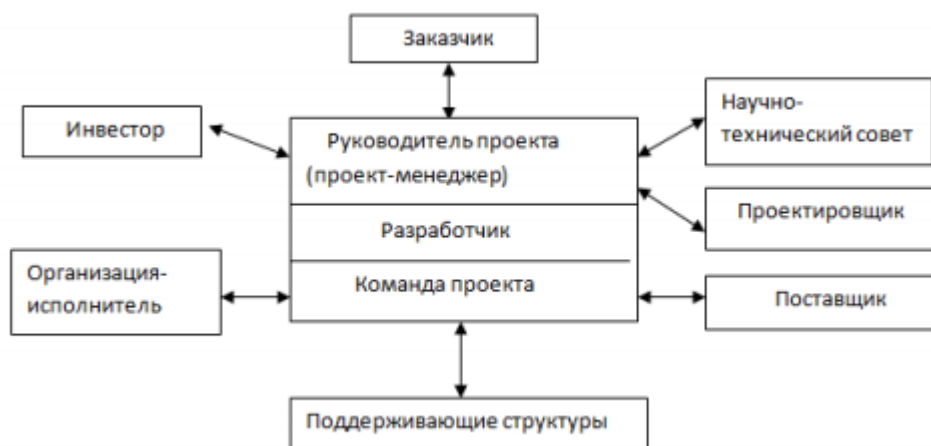 Заказчик
Инвестор
Руководитель проекта
(проект-менеджер)
Научно-
технический совет
Разработчик
Проектировщик
Организация-
исполнитель
Команда проекта
Поставщик
Поддерживающие структуры